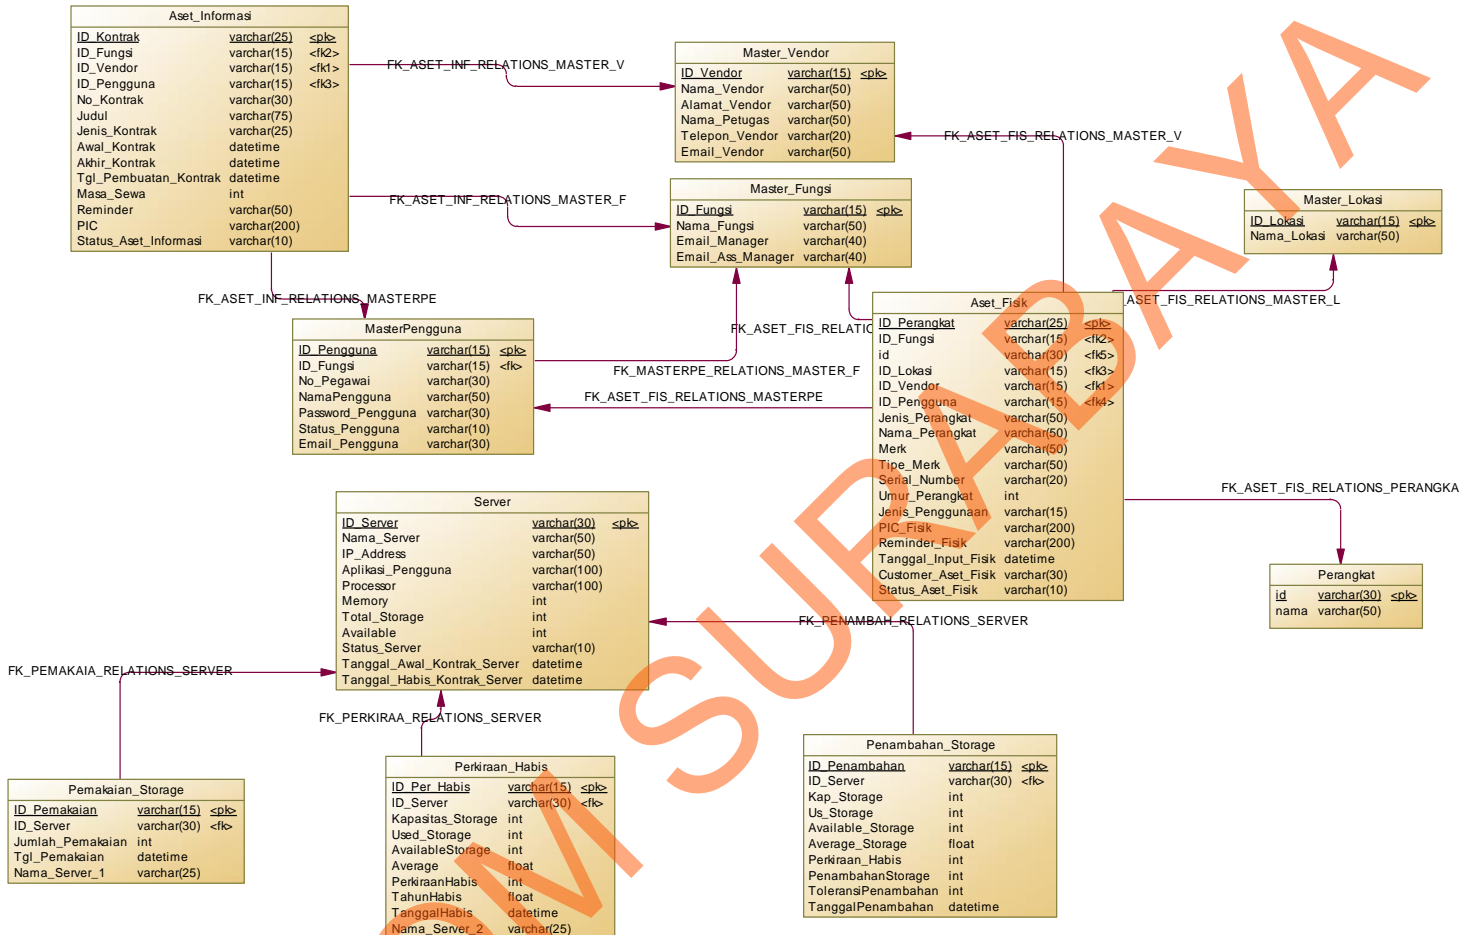 Aset_Informasi
ID_Kontrak varchar(25) <pk>
ID_Fungsi varchar(15) <fk2>
ID_Vendor varchar(15) <fk1>
ID_Pengguna varchar(15) <fk3>
No_Kontrak varchar(30)
Judul varchar(75)
Jenis_Kontrak varchar(25)
Awal_Kontrak datetime
Akhir_Kontrak datetime
Tgl_Pembuatan_Kontrak datetime
Masa_Sewa int
Reminder varchar(50)
PIC varchar(200)
Status_Aset_Informasi varchar(10)
FK_ASET_INF_RELATIONS_MASTER_V
Master_Vendor
ID_Vendor varchar(15) <pk>
Nama_Vendor varchar(50)
Alamat_Vendor varchar(50)
Nama_Petugas varchar(50)
Telepon_Vendor varchar(20)
Email_Vendor varchar(50)
FK_ASET_FIS_RELATIONS_MASTER_V
FK_ASET_INF_RELATIONS_MASTER_F
Master_Fungsi
ID_Fungsi varchar(15) <pk>
Nama_Fungsi varchar(50)
Email_Manager varchar(40)
Email_Ass_Manager varchar(40)
Master_Lokasi
ID_Lokasi varchar(15) <pk>
Nama_Lokasi varchar(50)
FK_ASET_INF_RELATIONS_MASTERPE
_ASET_FIS_RELATIONS_MASTER_L
MasterPengguna
ID_Pengguna varchar(15) <pk>
ID_Fungsi varchar(15) <fk>
No_Pegawai varchar(30)
NamaPengguna varchar(50)
Password_Pengguna varchar(30)
Status_Pengguna varchar(10)
Email_Pengguna varchar(30)
FK_ASET_FIS_RELATIO
FK_MASTERPE_RELATIONS_MASTER_F
FK_ASET_FIS_RELATIONS_MASTERPE
Aset_Fisik
ID_Perangkat varchar(25) <pk>
ID_Fungsi varchar(15) <fk2>
id varchar(30) <fk5>
ID_Lokasi varchar(15) <fk3>
ID_Vendor varchar(15) <fk1>
ID_Pengguna varchar(15) <fk4>
Jenis_Perangkat varchar(50)
Nama_Perangkat varchar(50)
Merk varchar(50)
Tipe_Merk varchar(50)
Serial_Number varchar(20)
Umur_Perangkat int
Jenis_Penggunaan varchar(15)
PIC_Fisik varchar(200)
Reminder_Fisik varchar(200)
Tanggal_Input_Fisik datetime
Customer_Aset_Fisik varchar(30)
Status_Aset_Fisik varchar(10)
FK_ASET_FIS_RELATIONS_PERANGKA
Perangkat
id varchar(30) <pk>
nama varchar(50)
Server
ID_Server varchar(30) <pk>
Nama_Server varchar(50)
IP_Address varchar(50)
Aplikasi_Pengguna varchar(100)
Processor varchar(100)
Memory int
Total_Storage int
Available int
Status_Server varchar(10)
Tanggal_Awal_Kontrak_Server datetime
Tanggal_Habis_Kontrak_Server datetime
FK_PENAMBAH_RELATIONS_SERVER
FK_PEMAKAIA_RELATIONS_SERVER
FK_PERKIRAA_RELATIONS_SERVER
Pemakaian_Storage
ID_Pemakaian varchar(15) <pk>
ID_Server varchar(30) <fk>
Jumlah_Pemakaian int
Tgl_Pemakaian datetime
Nama_Server_1 varchar(25)
Perkiraan_Habis
ID_Per_Habis varchar(15) <pk>
ID_Server varchar(30) <fk>
Kapasitas_Storage int
Used_Storage int
AvailableStorage int
Average float
PerkiraanHabis int
TahunHabis float
TanggalHabis datetime
Nama_Server_2 varchar(25)
Penambahan_Storage
ID_Penambahan varchar(15) <pk>
ID_Server varchar(30) <fk>
Kap_Storage int
Us_Storage int
Available_Storage int
Average_Storage float
Perkiraan_Habis int
PenambahanStorage int
ToleransiPenambahan int
TanggalPenambahan datetime
OM SURABAYA